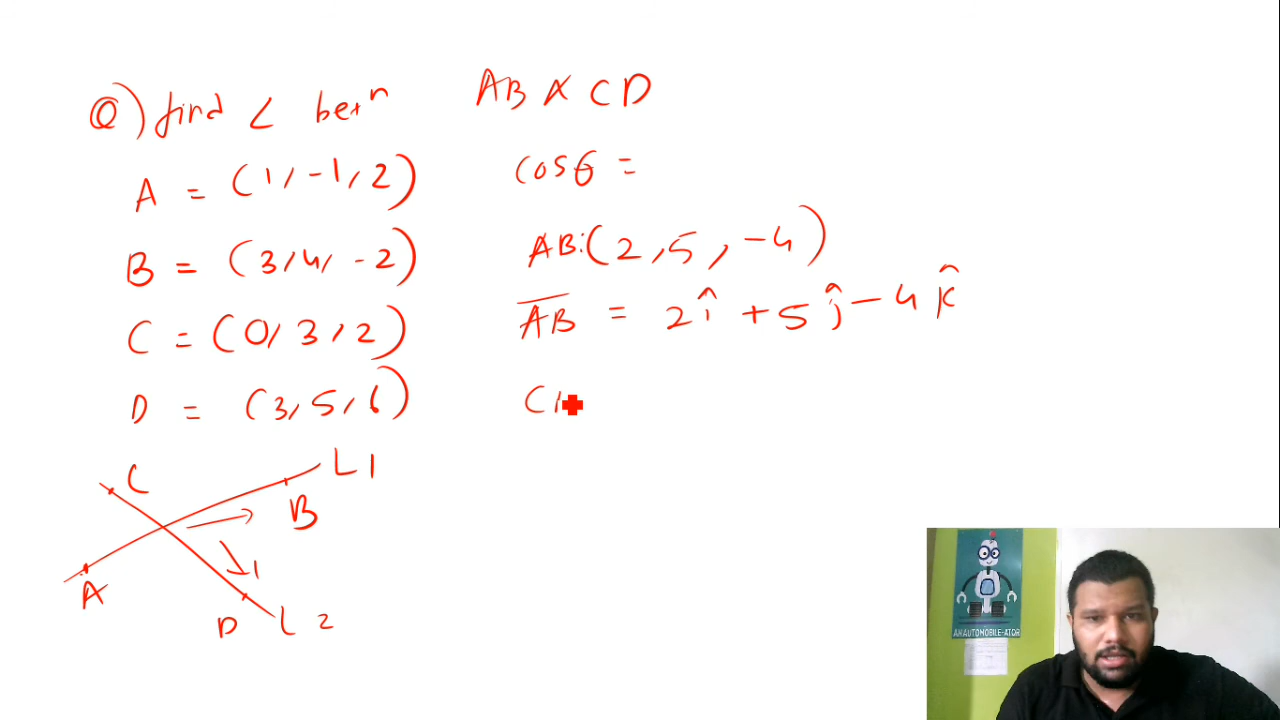 Q) find ∠ betⁿ AB & CD
A = (1, -1, 2)
cosθ =
B = (3, 4, -2)
AB:(2, 5, -4)
C = (0, 3, 2)
AB = 2î + 5ĵ - 4k̂
D = (3, 5, 6)
C
L1
B
A
D
L2
ANAUTOMOBILE-ATOR